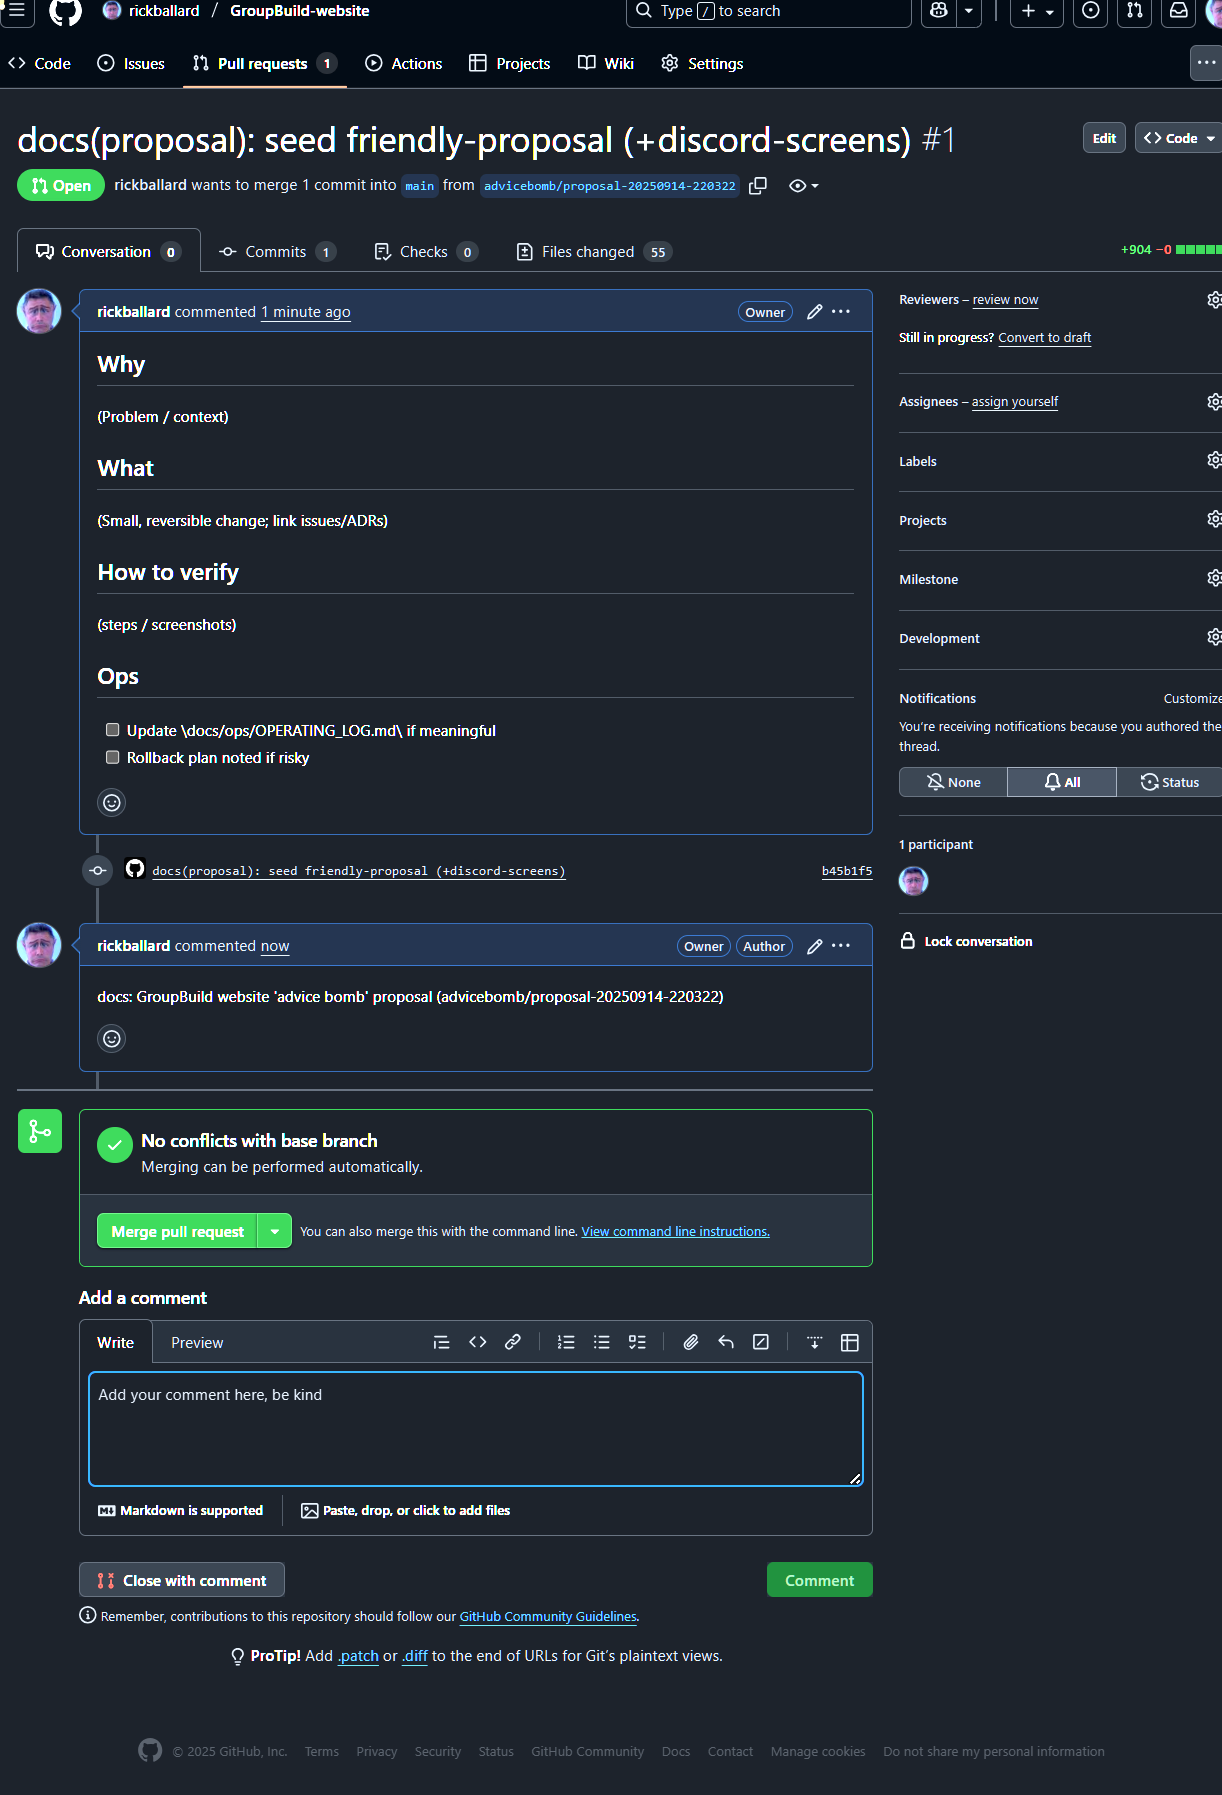 rickballard / GroupBuild-website
Type / to search
Code
Issues
Pull requests 1
Actions
Projects
Wiki
Settings
docs(proposal): seed friendly-proposal (+discord-screens) #1
Edit
Code
Open
rickballard wants to merge 1 commit into main from advicebomb/proposal-20250914-220322
Conversation 0
Commits 1
Checks 0
Files changed 55
+904 −0
rickballard commented 1 minute ago
Owner
Why
(Problem / context)
What
(Small, reversible change; link issues/ADRs)
How to verify
(steps / screenshots)
Ops
Update \docs/ops/OPERATING_LOG.md\ if meaningful
Rollback plan noted if risky
docs(proposal): seed friendly-proposal (+discord-screens)
b45b1f5
rickballard commented now
Owner
Author
docs: GroupBuild website 'advice bomb' proposal (advicebomb/proposal-20250914-220322)
No conflicts with base branch
Merging can be performed automatically.
Merge pull request
You can also merge this with the command line. View command line instructions.
Add a comment
Write
Preview
Add your comment here, be kind
Markdown is supported
Paste, drop, or click to add files
Close with comment
Comment
Remember, contributions to this repository should follow our GitHub Community Guidelines.
ProTip! Add .patch or .diff to the end of URLs for Git's plaintext views.
Reviewers – review now
Still in progress? Convert to draft
Assignees – assign yourself
Labels
Projects
Milestone
Development
Notifications
Customize
You're receiving notifications because you authored the
thread.
None
All
Status
1 participant
Lock conversation
© 2025 GitHub, Inc.
Terms
Privacy
Security
Status
GitHub Community
Docs
Contact
Manage cookies
Do not share my personal information